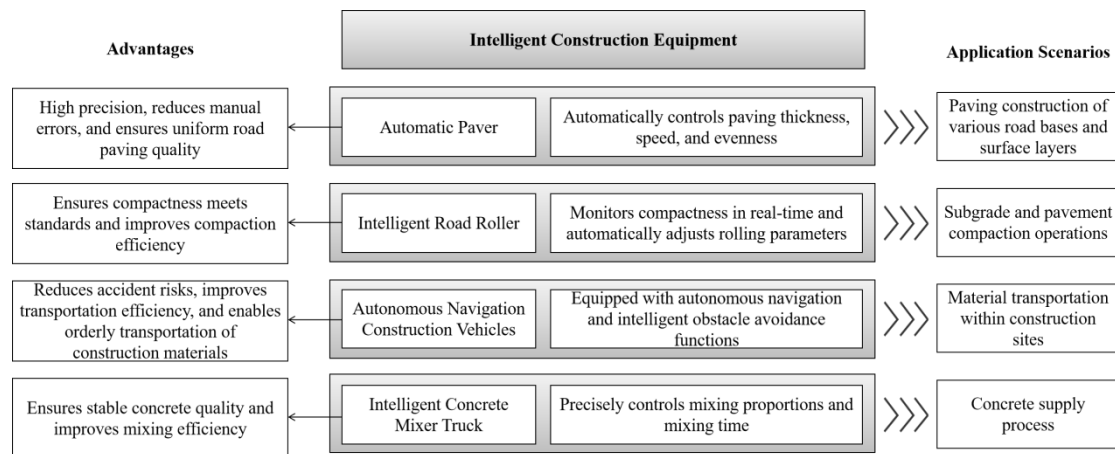 Advantages
Intelligent Construction Equipment
Application Scenarios
High precision, reduces manual
errors, and ensures uniform road
paving quality
Automatic Paver
Automatically controls paving thickness,
speed, and evenness
Paving construction of
various road bases and
surface layers
Ensures compactness meets
standards and improves compaction
efficiency
Intelligent Road Roller
Monitors compactness in real-time and
automatically adjusts rolling parameters
Subgrade and pavement
compaction operations
Reduces accident risks, improves
transportation efficiency, and enables
orderly transportation of
construction materials
Autonomous Navigation
Construction Vehicles
Equipped with autonomous navigation
and intelligent obstacle avoidance
functions
Material transportation
within construction
sites
Ensures stable concrete quality and
improves mixing efficiency
Intelligent Concrete
Mixer Truck
Precisely controls mixing proportions and
mixing time
Concrete supply
process